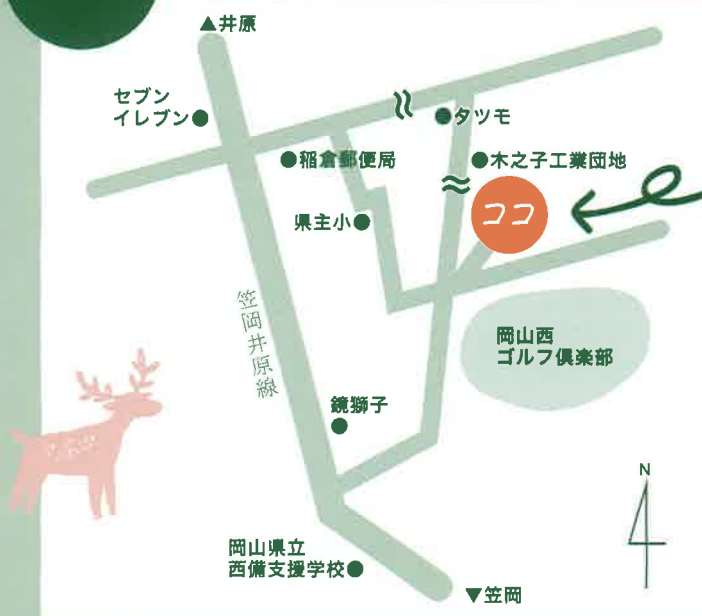 ▲井原
セブン
イレブン●
●タツモ
●稲倉郵便局
●木之子工業団地
ココ
県主小●
笠岡井原線
岡山西
ゴルフ倶楽部
鏡獅子
N
岡山県立
西備支援学校●
▼笠岡